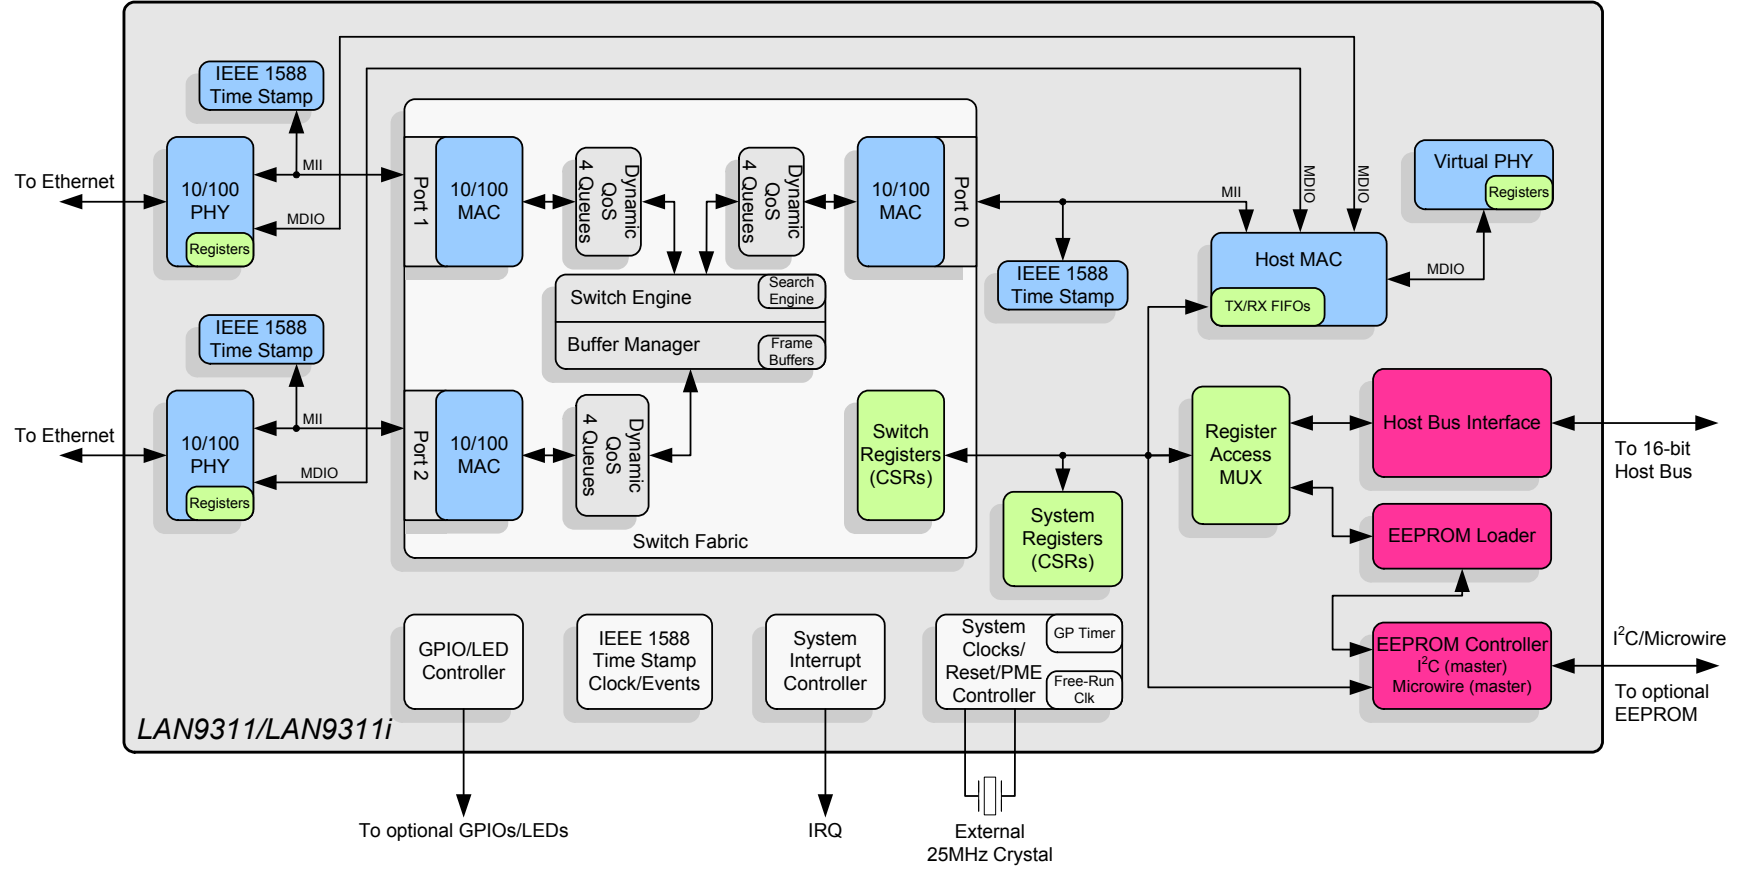 IEEE 1588
Time Stamp
To Ethernet
10/100
PHY
Registers
MII
MDIO
Port 1
10/100
MAC
Dynamic
QoS
4 Queues
Dynamic
QoS
4 Queues
10/100
MAC
Port 0
MII
MDIO
MDIO
Virtual PHY
Registers
MDIO
Host MAC
TX/RX FIFOs
IEEE 1588
Time Stamp
Switch Engine
Search
Engine
Buffer Manager
Frame
Buffers
IEEE 1588
Time Stamp
To Ethernet
10/100
PHY
Registers
MII
MDIO
Port 2
10/100
MAC
Dynamic
QoS
4 Queues
Switch
Registers
(CSRs)
Switch Fabric
System
Registers
(CSRs)
Register
Access
MUX
Host Bus Interface
To 16-bit
Host Bus
EEPROM Loader
EEPROM Controller
I²C (master)
Microwire (master)
I²C/Microwire
To optional
EEPROM
GPIO/LED
Controller
IEEE 1588
Time Stamp
Clock/Events
System
Interrupt
Controller
System
Clocks/
Reset/PME
Controller
GP Timer
Free-Run
Clk
LAN9311/LAN9311i
To optional GPIOs/LEDs
IRQ
External
25MHz Crystal